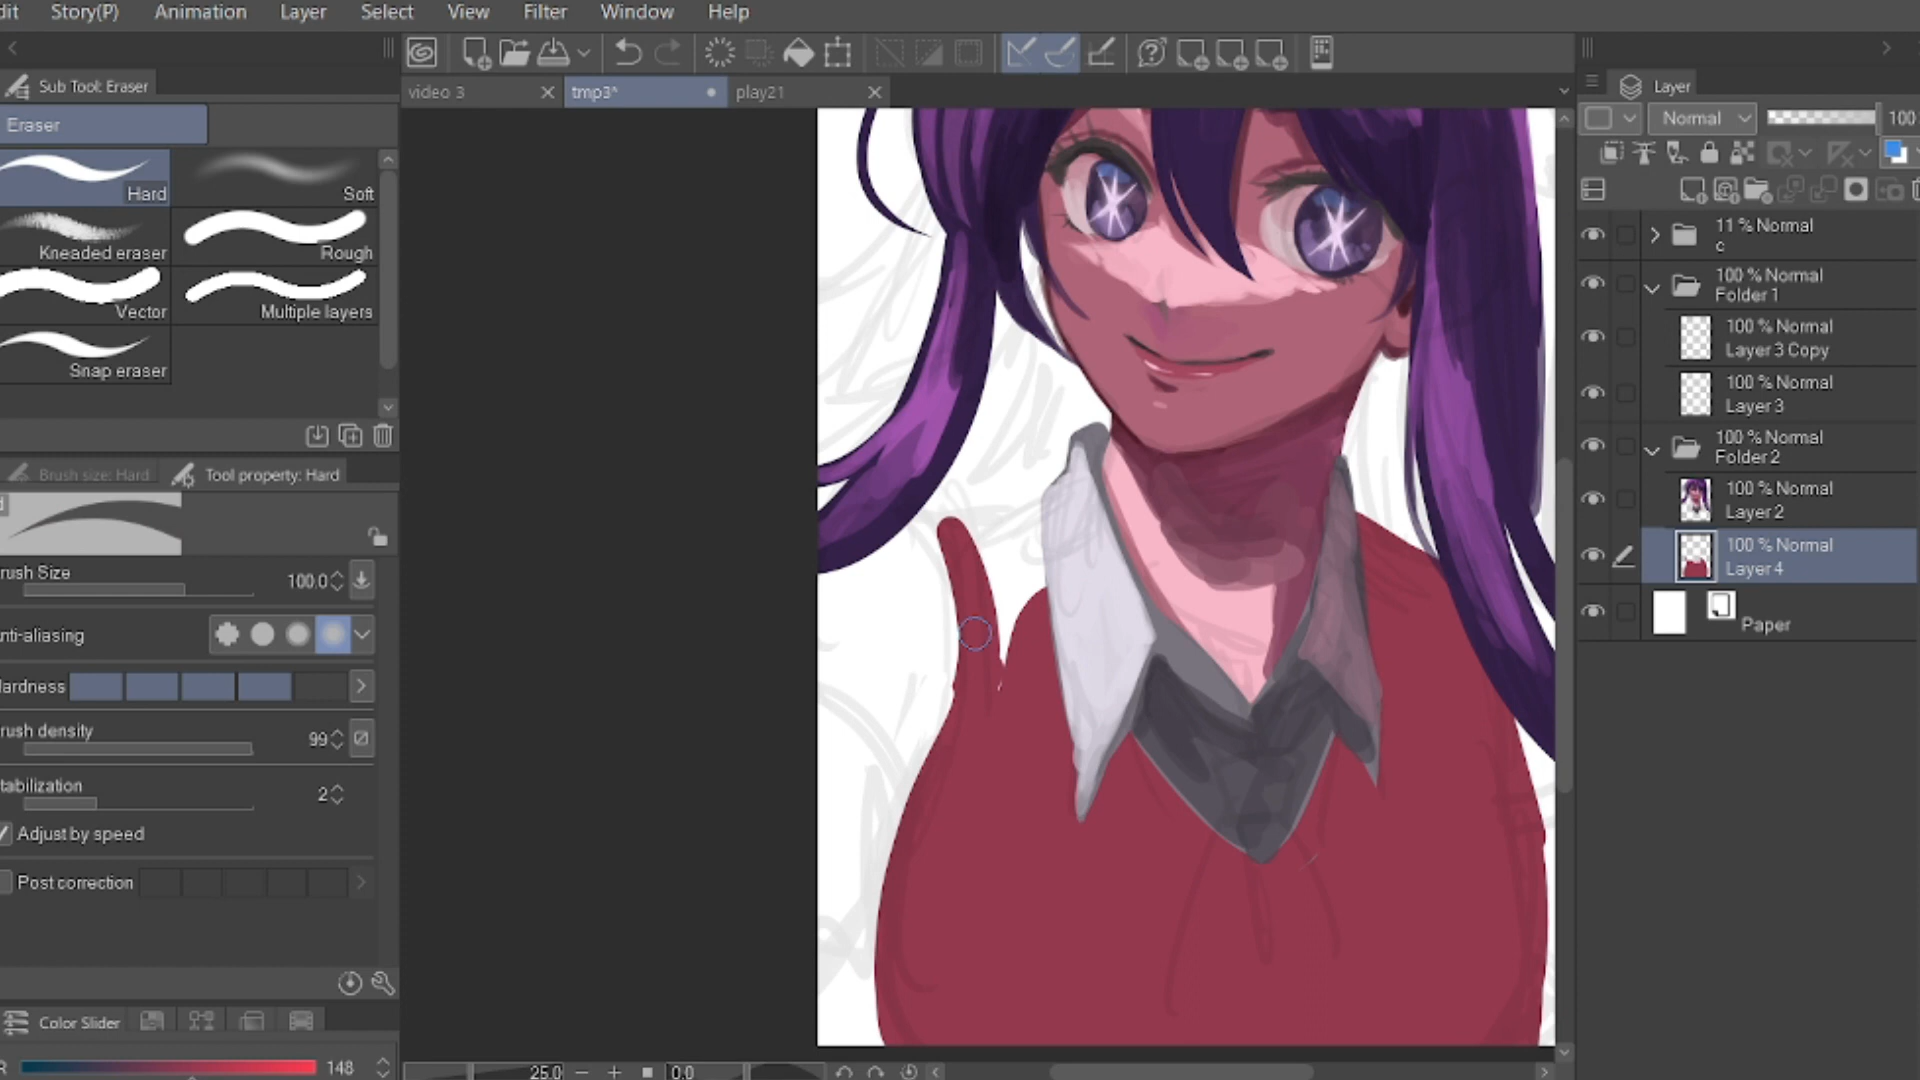 dit Story(P) Animation Layer Select View Filter Window Help
Sub Tool: Eraser
Eraser
Hard
Soft
Kneaded eraser
Rough
Vector
Multiple layers
Snap eraser
Brush size: Hard
Tool property: Hard
rush Size
100.0
nti-aliasing
ardness
rush density
99
tabilization
2
Adjust by speed
Post correction
Color Slider
R
148
video 3
tmp3*
play21
25.0
0.0
Layer
Normal
100
11 % Normal
c
100 % Normal
Folder 1
100 % Normal
Layer 3 Copy
100 % Normal
Layer 3
100 % Normal
Folder 2
100 % Normal
Layer 2
100 % Normal
Layer 4
Paper